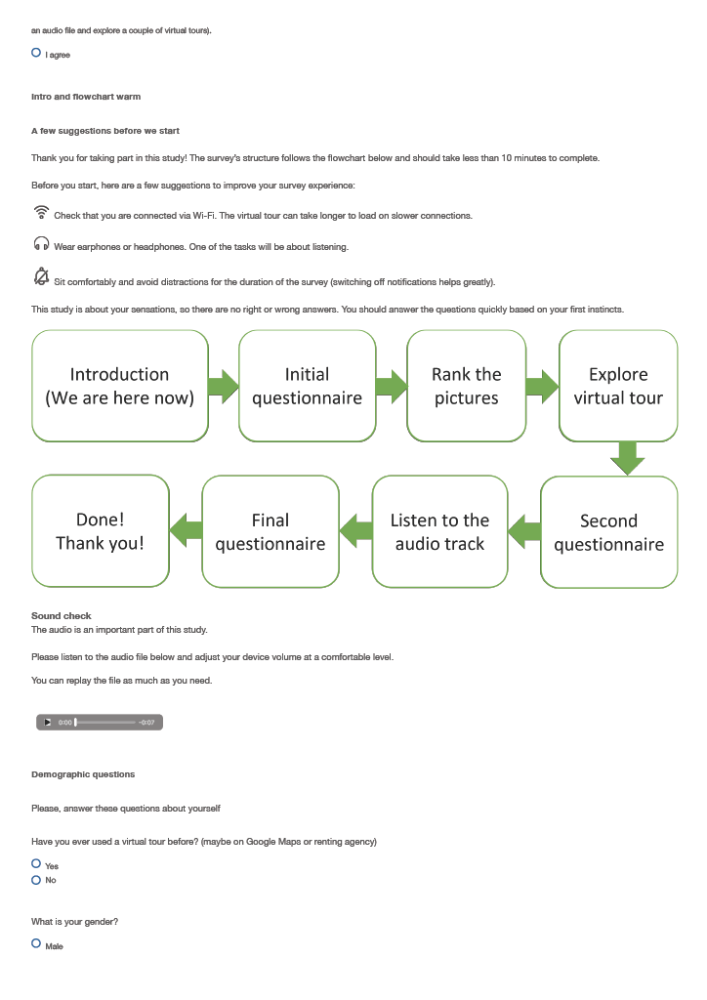 an audio file and explore a couple of virtual tours).
I agree
Intro and flowchart warm
A few suggestions before we start
Thank you for taking part in this study! The survey's structure follows the flowchart below and should take less than 10 minutes to complete.
Before you start, here are a few suggestions to improve your survey experience:
Check that you are connected via Wi-Fi. The virtual tour can take longer to load on slower connections.
Wear earphones or headphones. One of the tasks will be about listening.
Sit comfortably and avoid distractions for the duration of the survey (switching off notifications helps greatly).
This study is about your sensations, so there are no right or wrong answers. You should answer the questions quickly based on your first instincts.
Introduction
(We are here now)
Initial
questionnaire
Rank the
pictures
Explore
virtual tour
Second
questionnaire
Listen to the
audio track
Final
questionnaire
Done!
Thank you!
Sound check
The audio is an important part of this study.
Please listen to the audio file below and adjust your device volume at a comfortable level.
You can replay the file as much as you need.
0:00 -0:07
Demographic questions
Please, answer these questions about yourself
Have you ever used a virtual tour before? (maybe on Google Maps or renting agency)
Yes
No
What is your gender?
Male